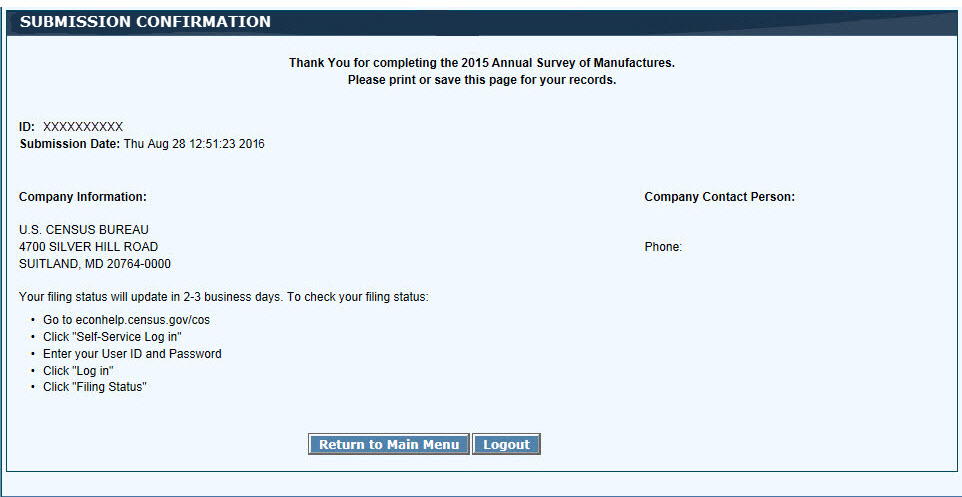 SUBMISSION CONFIRMATION
Thank You for completing the 2015 Annual Survey of Manufactures.
Please print or save this page for your records.
ID: XXXXXXXXXX
Submission Date: Thu Aug 28 12:51:23 2016
Company Information:
Company Contact Person:
U.S. CENSUS BUREAU
4700 SILVER HILL ROAD
Phone:
SUITLAND, MD 20764-0000
Your filing status will update in 2-3 business days. To check your filing status:
• Go to econhelp.census.gov/cos
• Click "Self-Service Log in"
• Enter your User ID and Password
• Click "Log in"
• Click "Filing Status"
Return to Main Menu
Logout